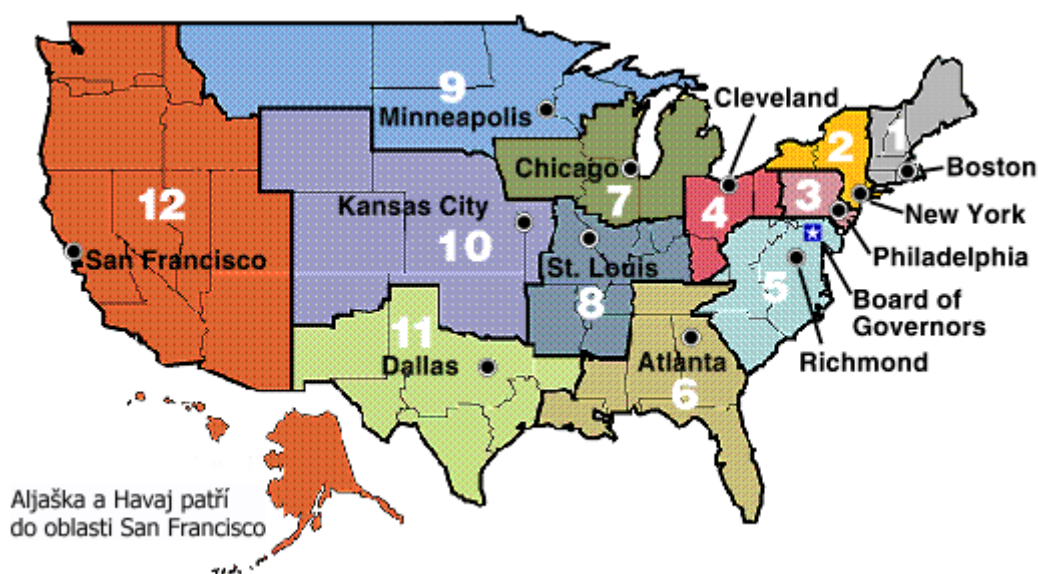 9
Minneapolis
Cleveland
2
1
Chicago
7
Boston
12
Kansas City
4
3
New York
10
San Francisco
St. Louis
Philadelphia
5
8
Board of
Governors
11
Dallas
Atlanta
Richmond
6
Aljaška a Havaj patří
do oblasti San Francisco